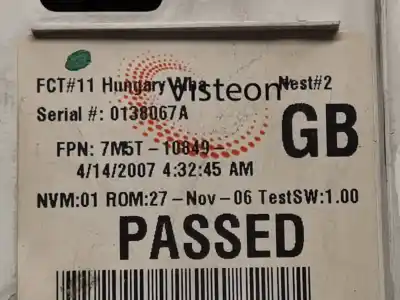 FCT#11 Hungary Nest#2
Visteon
Serial #: 0138067A
GB
FPN: 7M5T-10849-
4/14/2007 4:32:45 AM
NVM:01 ROM:27-Nov-06 TestSW:1.00
PASSED